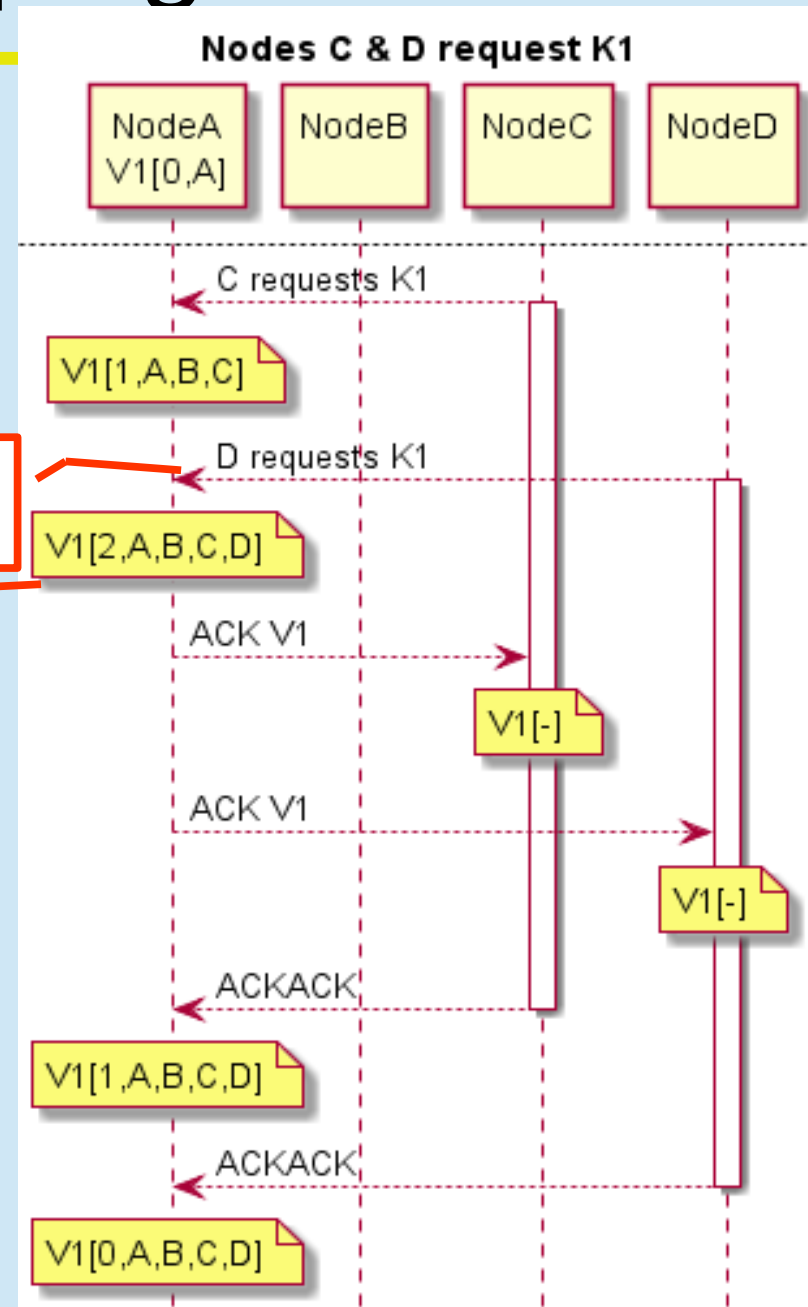 Nodes C & D request K1
NodeA
V1[0,A]
NodeB
NodeC
NodeD
C requests K1
V1[1,A,B,C]
D requests K1
V1[2,A,B,C,D]
ACK V1
V1[-]
ACK V1
V1[-]
ACKACK
V1[1,A,B,C,D]
ACKACK
V1[0,A,B,C,D]